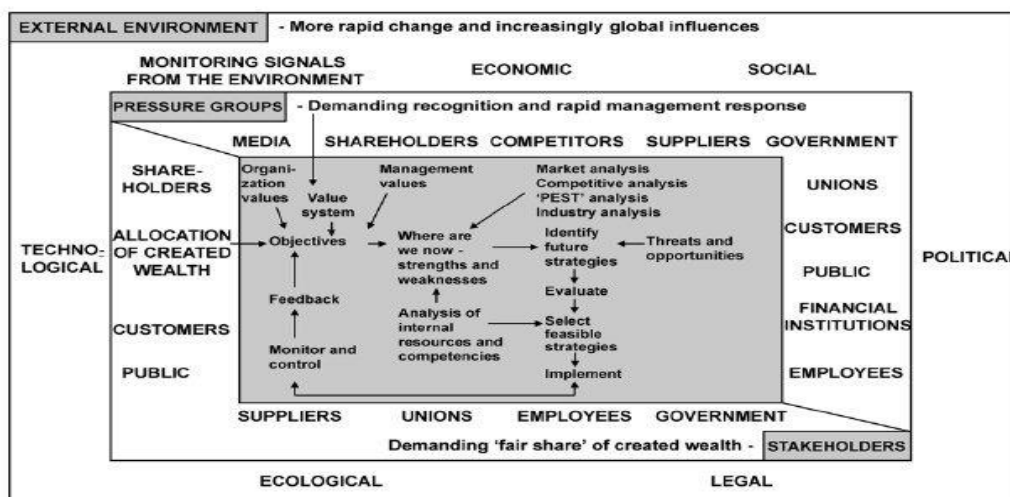 EXTERNAL ENVIRONMENT - More rapid change and increasingly global influences
MONITORING SIGNALS
FROM THE ENVIRONMENT
ECONOMIC
SOCIAL
PRESSURE GROUPS - Demanding recognition and rapid management response
MEDIA
SHAREHOLDERS
COMPETITORS
SUPPLIERS
GOVERNMENT
SHARE-
HOLDERS
ALLOCATION
OF CREATED
WEALTH
TECHNO-
LOGICAL
CUSTOMERS
PUBLIC
Organi-
zation
values
Value
system
Management
values
Market analysis
Competitive analysis
'PEST' analysis
Industry analysis
Objectives
Where are
we now -
strengths and
weaknesses
Identify
future
strategies
Threats and
opportunities
Feedback
Evaluate
Analysis of
internal
resources and
competencies
Select
feasible
strategies
Monitor and
control
Implement
UNIONS
CUSTOMERS
PUBLIC
FINANCIAL
INSTITUTIONS
EMPLOYEES
POLITICAL
SUPPLIERS
UNIONS
EMPLOYEES
GOVERNMENT
Demanding 'fair share' of created wealth - STAKEHOLDERS
ECOLOGICAL
LEGAL